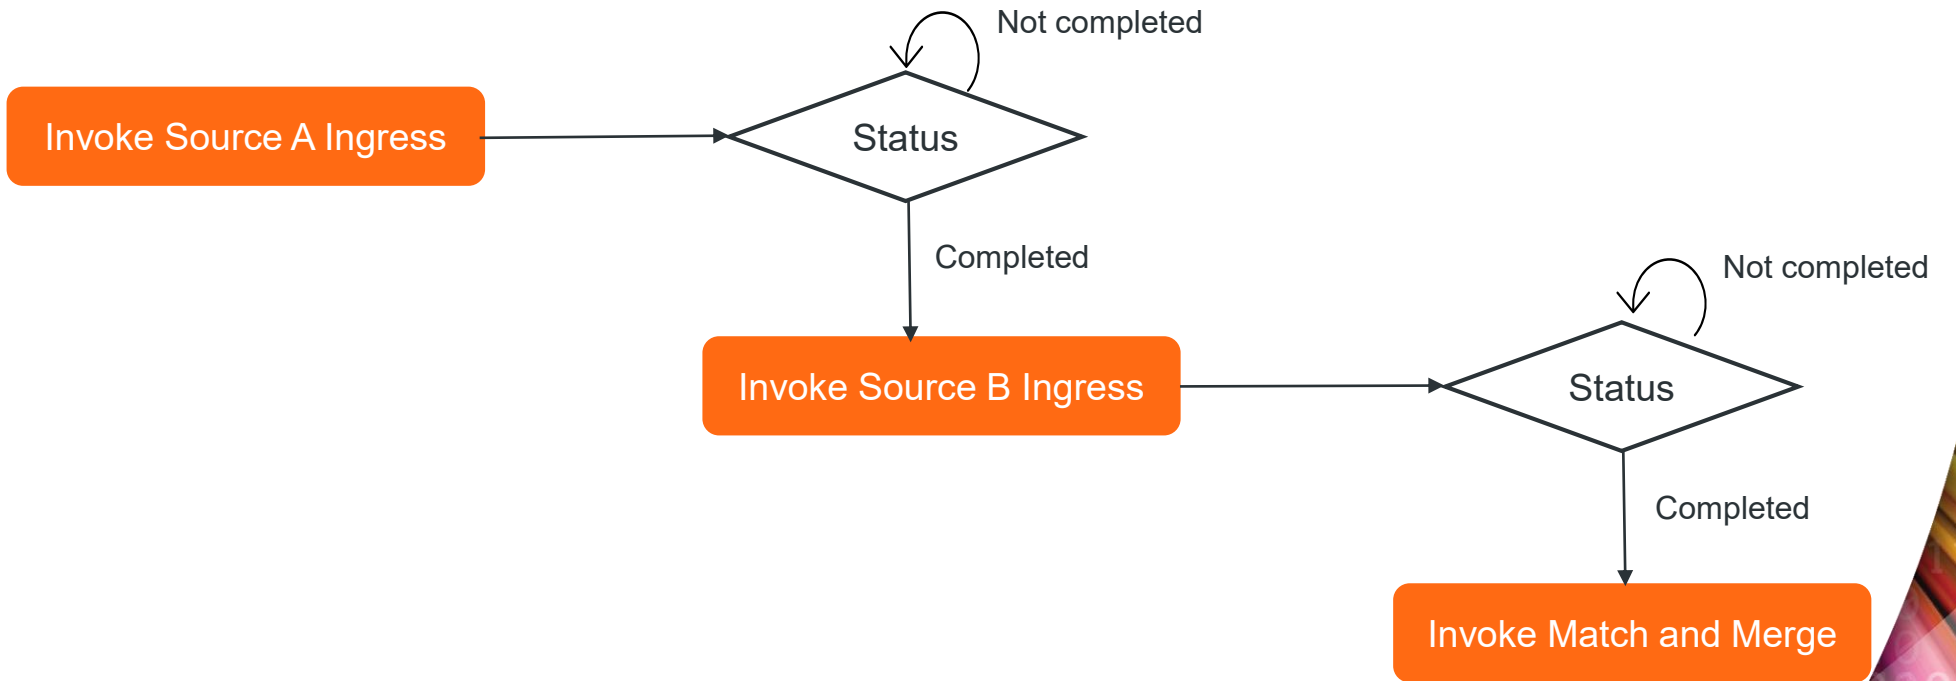 Not completed
Invoke Source A Ingress
Status
Completed
Not completed
Invoke Source B Ingress
Status
Completed
Invoke Match and Merge